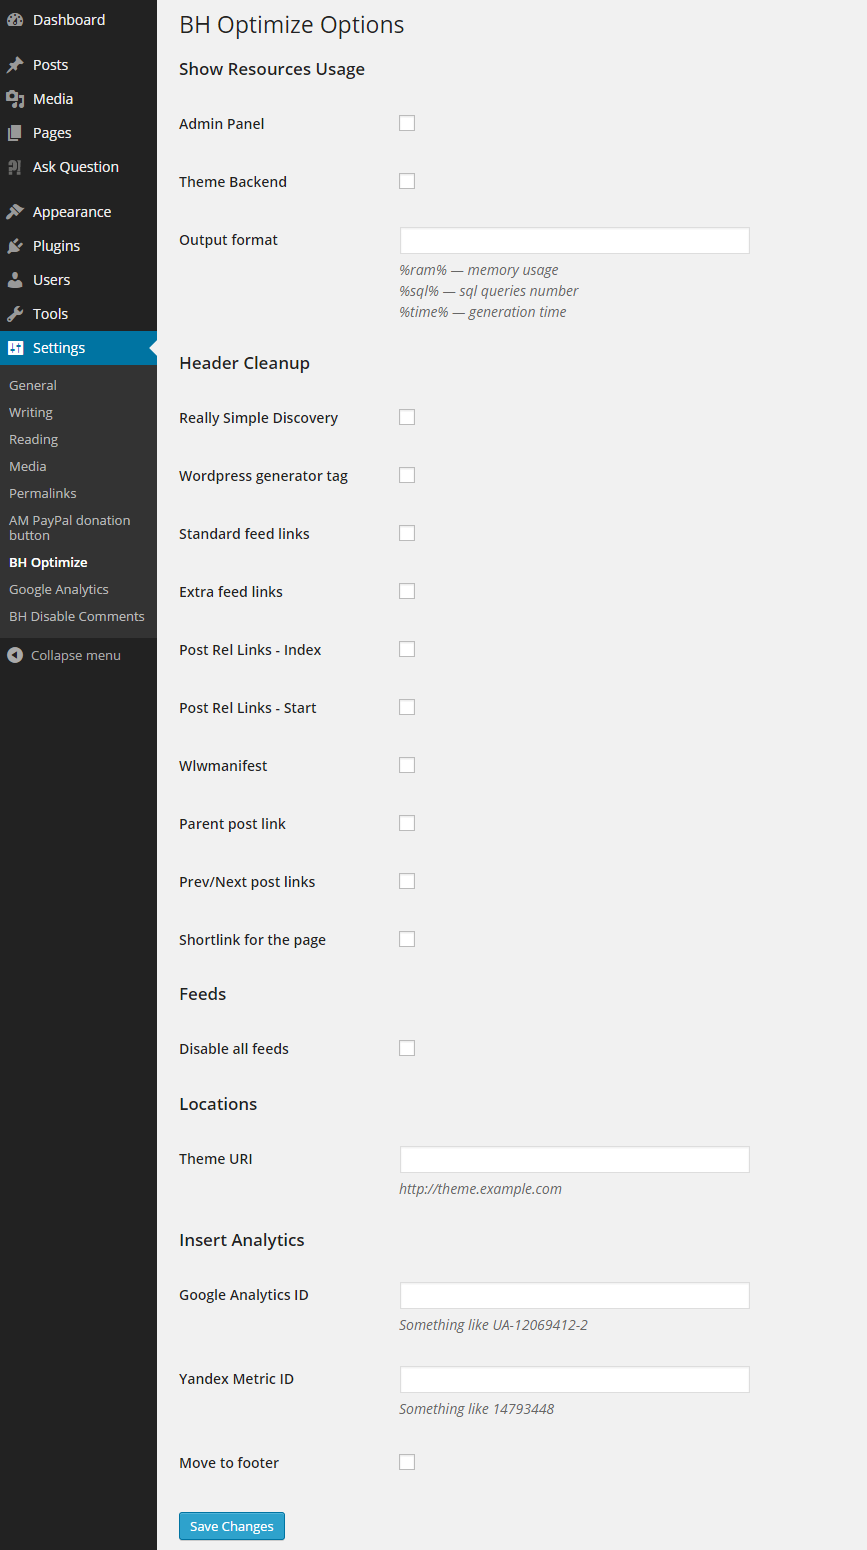 Dashboard
Posts
Media
Pages
Ask Question
Appearance
Plugins
Users
Tools
Settings
General
Writing
Reading
Media
Permalinks
AM PayPal donation
button
BH Optimize
Google Analytics
BH Disable Comments
Collapse menu
BH Optimize Options
Show Resources Usage
Admin Panel
Theme Backend
Output format
%ram% — memory usage
%sql% — sql queries number
%time% — generation time
Header Cleanup
Really Simple Discovery
Wordpress generator tag
Standard feed links
Extra feed links
Post Rel Links - Index
Post Rel Links - Start
Wlwmanifest
Parent post link
Prev/Next post links
Shortlink for the page
Feeds
Disable all feeds
Locations
Theme URI
http://theme.example.com
Insert Analytics
Google Analytics ID
Something like UA-12069412-2
Yandex Metric ID
Something like 14793448
Move to footer
Save Changes